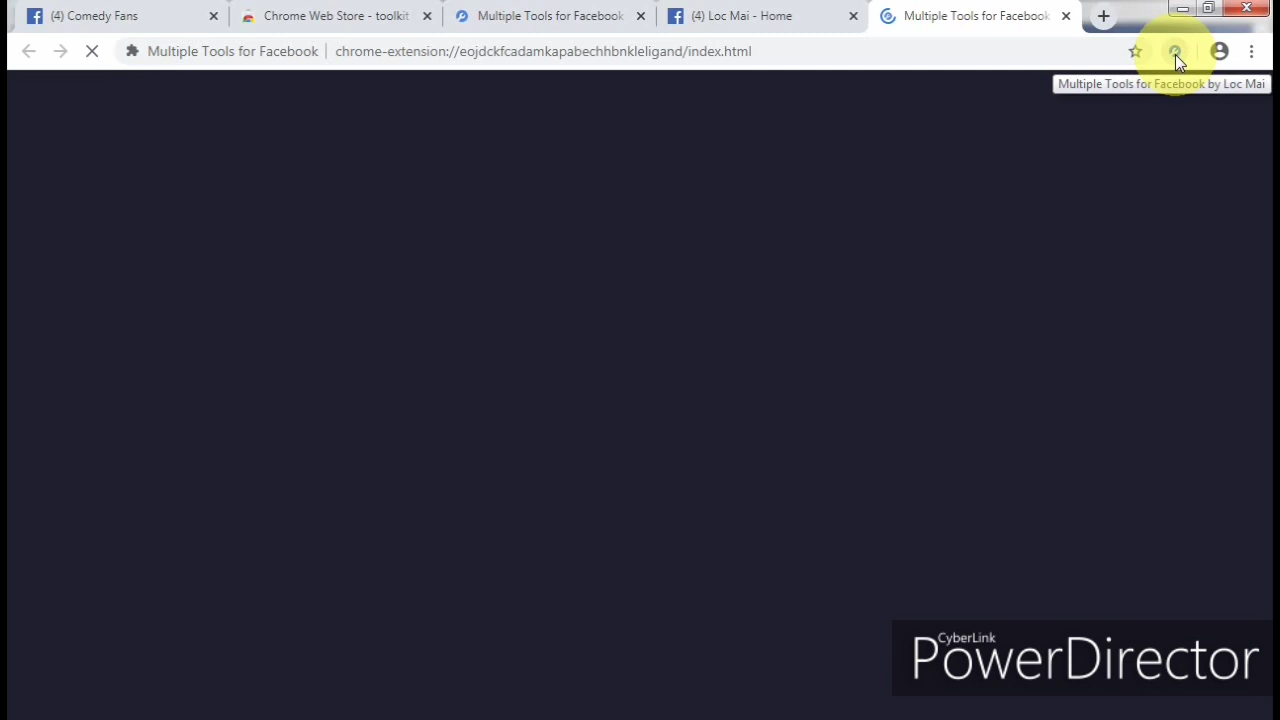 (4) Comedy Fans
Chrome Web Store - toolkit
Multiple Tools for Facebook
(4) Loc Mai - Home
Multiple Tools for Facebook
Multiple Tools for Facebook | chrome-extension://eojdckfcadamkapabechhbnkleligand/index.html
Multiple Tools for Facebook by Loc Mai
CyberLink
PowerDirector